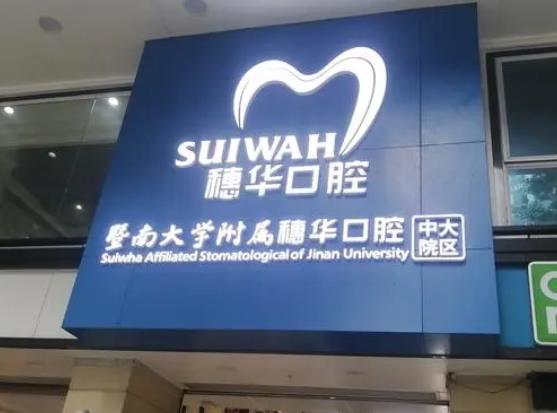 SUIWAH
穗华口腔
暨南大学附属穗华口腔
中大院区
Suiwha Affiliated Stomatological of Jinan University